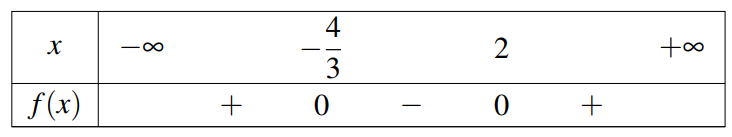 x −∞ −4/3 2 +∞
f(x) + 0 − 0 +